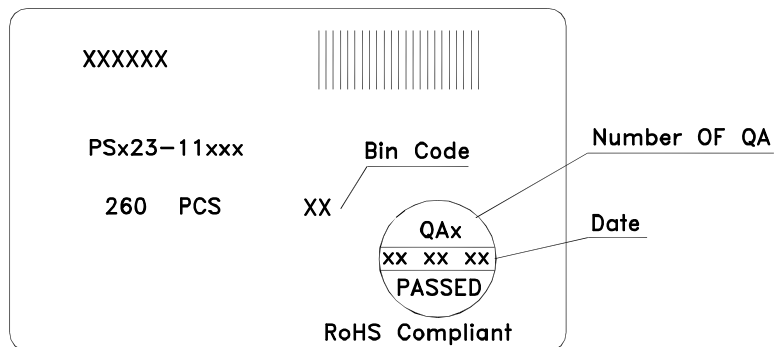 XXXXXX
PSx23-11xxx
Bin Code
Number OF QA
260 PCS
XX
Date
QAx
xx xx xx
PASSED
RoHS Compliant